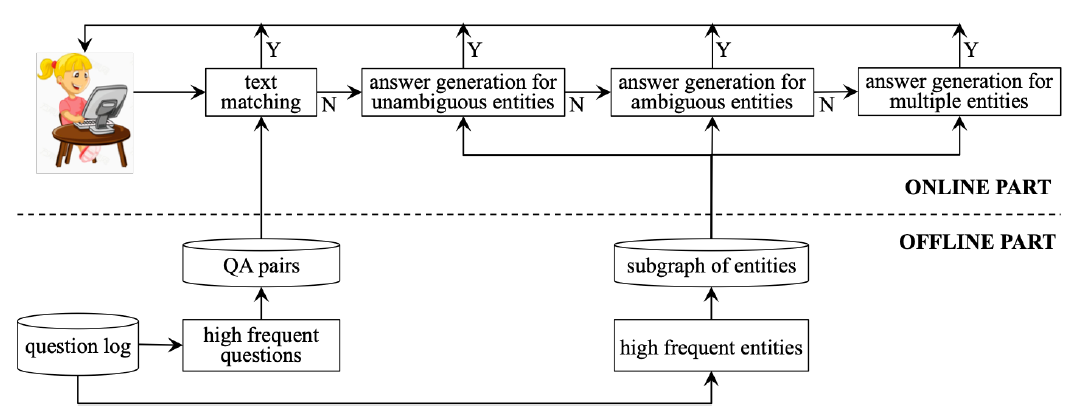 Y
Y
Y
Y
text
matching
N
answer generation for
unambiguous entities
N
answer generation for
ambiguous entities
N
answer generation for
multiple entities
ONLINE PART
OFFLINE PART
QA pairs
subgraph of entities
question log
high frequent
questions
high frequent entities